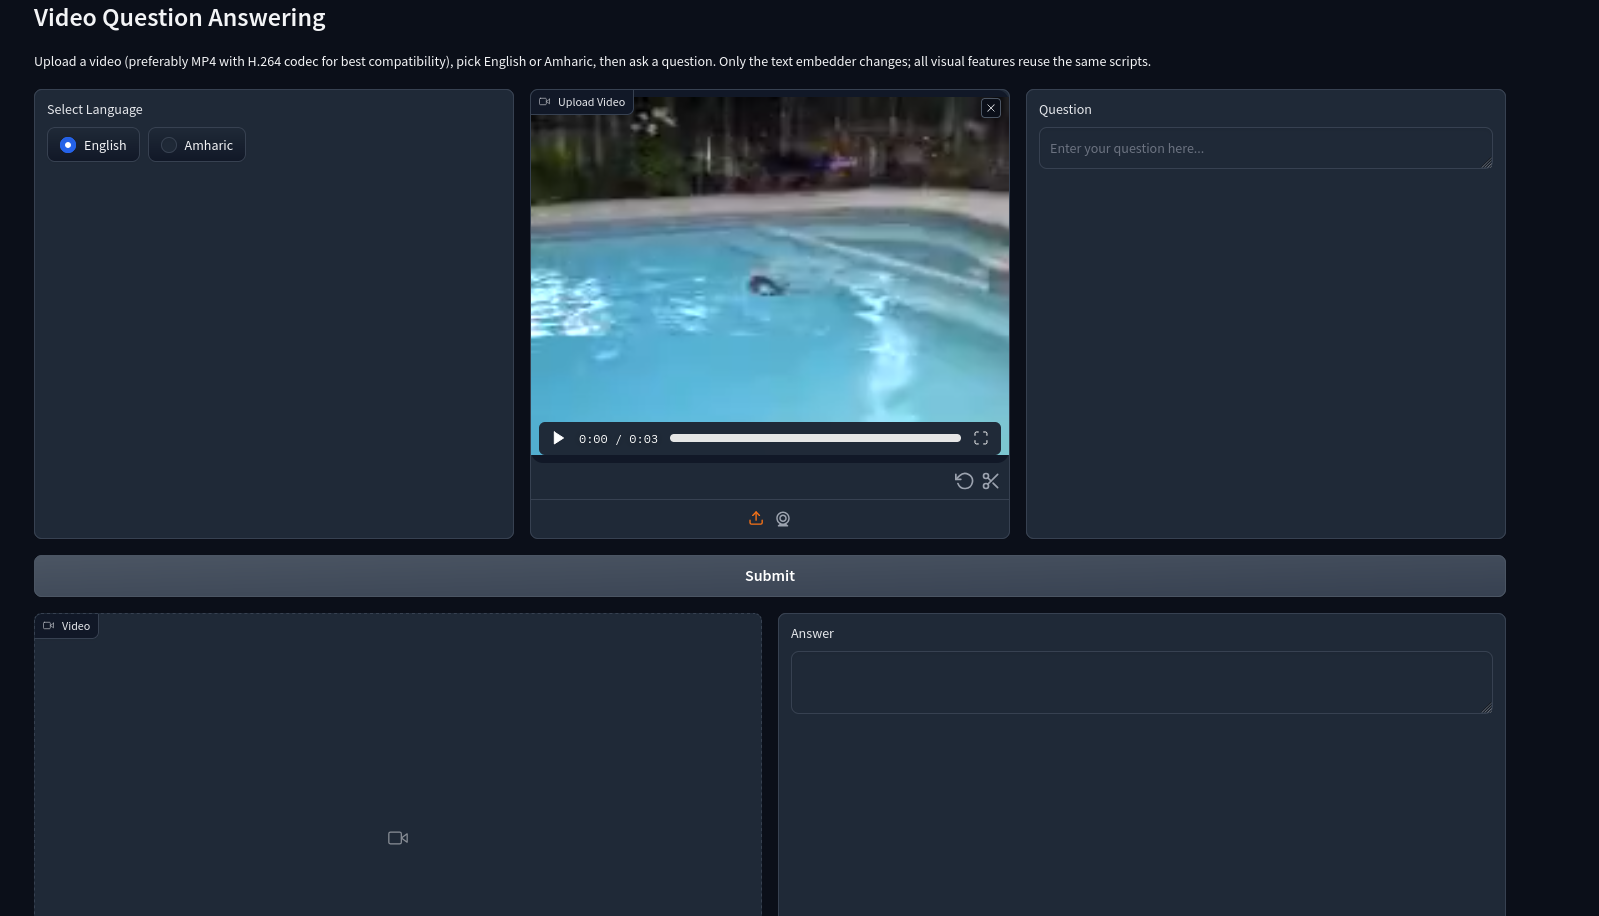 Video Question Answering
Upload a video (preferably MP4 with H.264 codec for best compatibility), pick English or Amharic, then ask a question. Only the text embedder changes; all visual features reuse the same scripts.
Select Language
English
Amharic
Upload Video
0:00 / 0:03
Question
Enter your question here...
Submit
Video
Answer